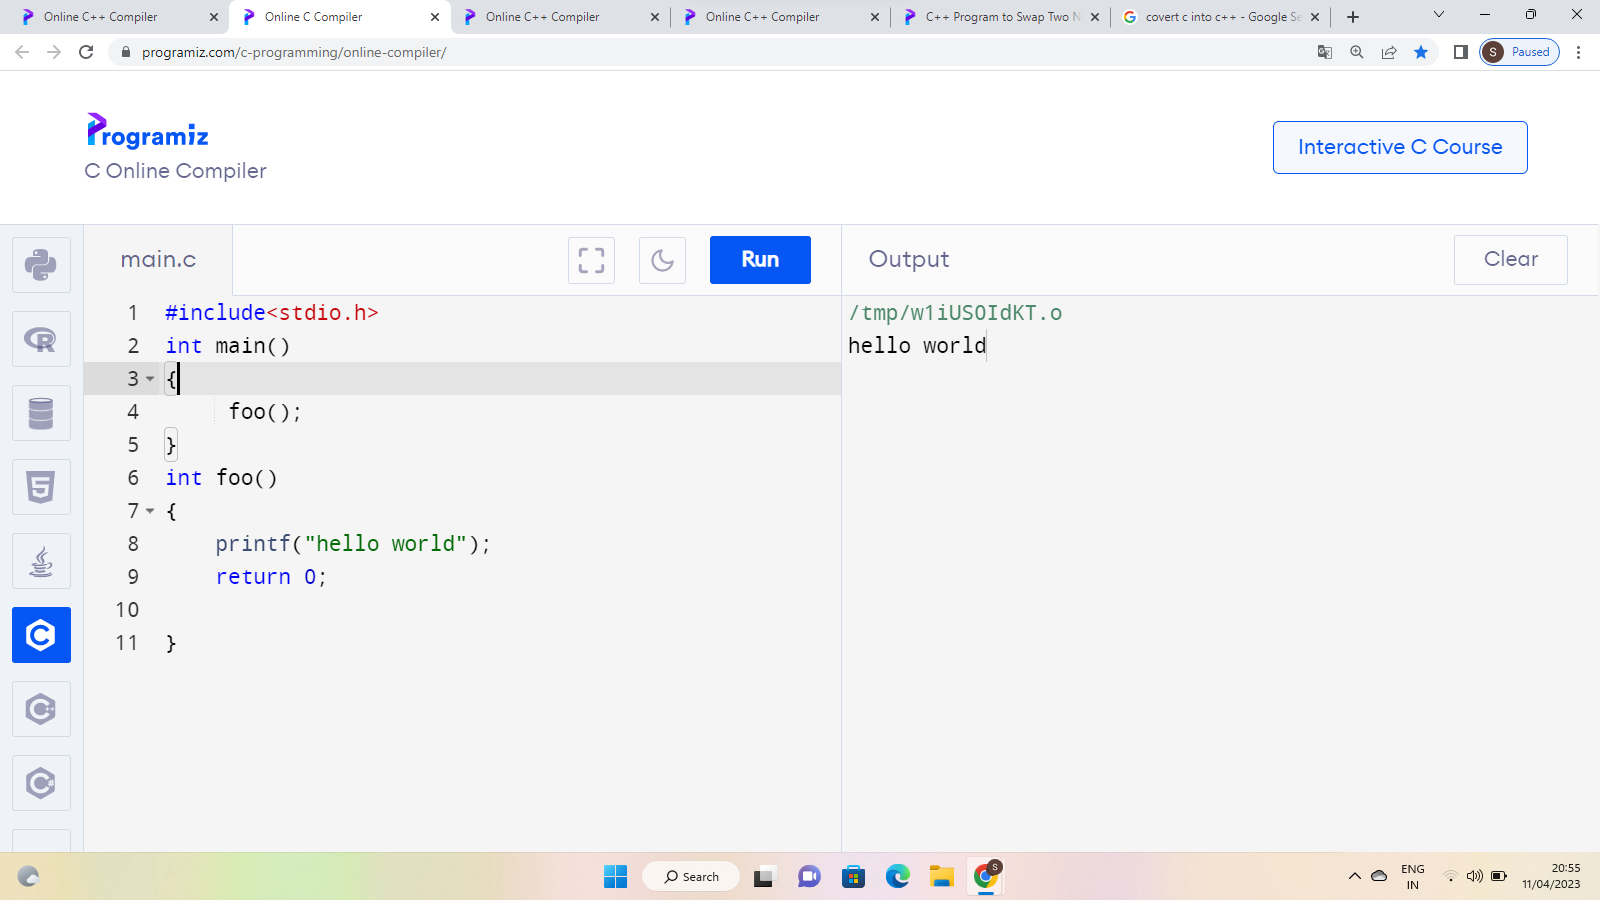 Online C++ Compiler
Online C Compiler
Online C++ Compiler
Online C++ Compiler
C++ Program to Swap Two N
covert c into c++ - Google Se
programiz.com/c-programming/online-compiler/
S Paused
Programiz
C Online Compiler
Interactive C Course
main.c
Run
Output
Clear
1 #include<stdio.h>
2 int main()
3 {
4 foo();
5 }
6 int foo()
7 {
8 printf("hello world");
9 return 0;
10
11 }
/tmp/w1iUSOIdKT.o
hello world
Search
S
ENG
IN
20:55
11/04/2023